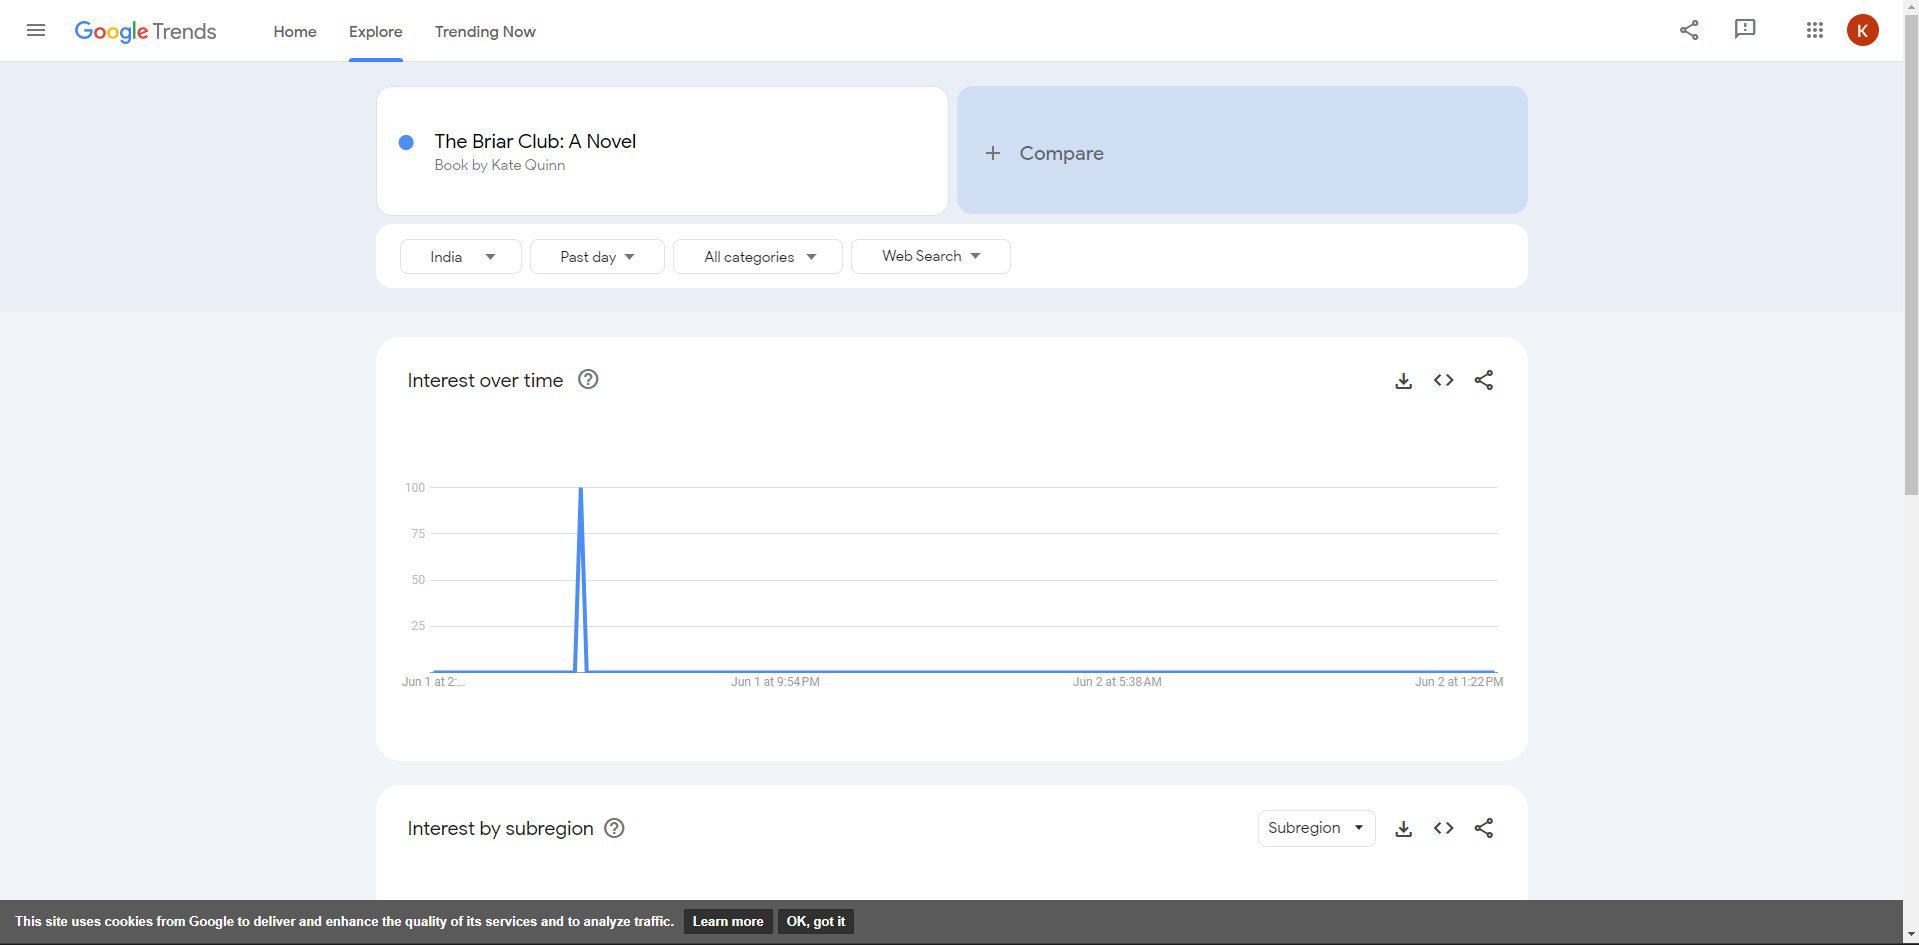 Google Trends
Home Explore Trending Now
K
The Briar Club: A Novel
Book by Kate Quinn
+ Compare
India
Past day
All categories
Web Search
Interest over time
100
75
50
25
Jun 1 at 2:...
Jun 1 at 9:54 PM
Jun 2 at 5:38 AM
Jun 2 at 1:22 PM
Interest by subregion
Subregion
This site uses cookies from Google to deliver and enhance the quality of its services and to analyze traffic. Learn more OK, got it